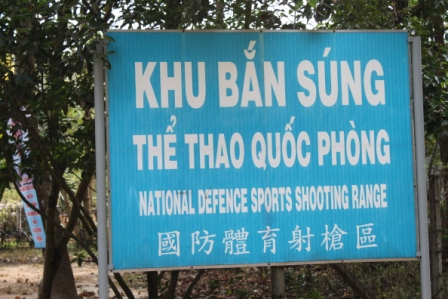 KHU BẮN SÚNG
THỂ THAO QUỐC PHÒNG
NATIONAL DEFENCE SPORTS SHOOTING RANGE
國防體育射槍區